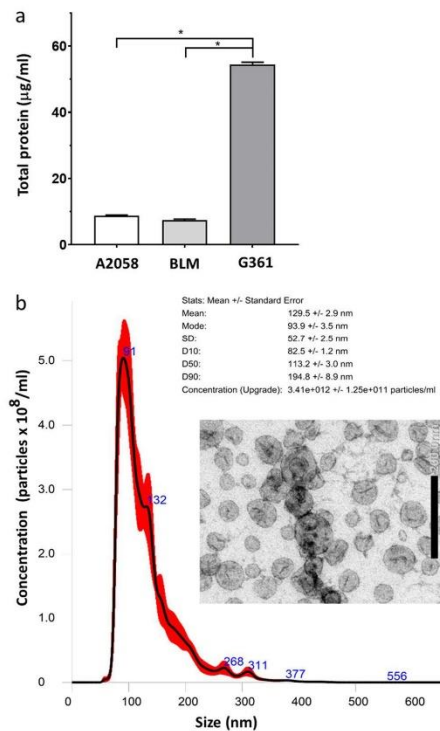 a
*
*
Total protein (µg/ml)
60
40
20
0
A2058 BLM G361
b
Stats: Mean +/- Standard Error
Mean: 129.5 +/- 2.9 nm
Mode: 93.9 +/- 3.5 nm
SD: 52.7 +/- 2.5 nm
D10: 82.5 +/- 1.2 nm
D50: 113.2 +/- 3.0 nm
D90: 194.8 +/- 8.9 nm
Concentration (Upgrade): 3.41e+012 +/- 1.25e+011 particles/ml
Concentration (particles x 10⁸/ml)
5.0
4.0
3.0
2.0
1.0
0
91
132
268
311
377
556
0 100 200 300 400 500 600
Size (nm)